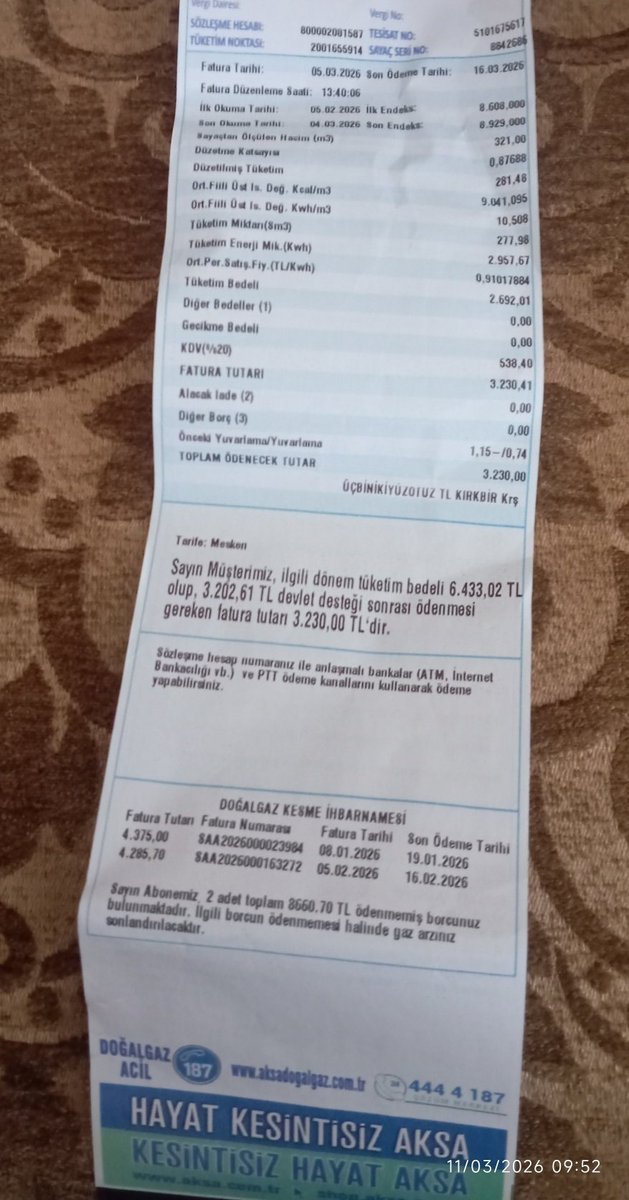 Vergi Dairesi:
Vergi No:
SÖZLEŞME HESABI: 800002081587 TESİSAT NO: 5101675617
TÜKETİM NOKTASI: 2001655914 SAYAÇ SERİ NO: 8842686
Fatura Tarihi: 05.03.2026 Son Ödeme Tarihi: 16.03.2026
Fatura Düzenleme Saati: 13:40:06
İlk Okuma Tarihi: 05.02.2026 İlk Endeks: 8.608,000
Son Okuma Tarihi: 04.03.2026 Son Endeks: 8.929,000
Sayaçtan Ölçülen Hacim (m3) 321,00
Düzetme Katsayısı 0,87688
Düzetilmiş Tüketim 281,48
Ort.Fiili Üst Is. Değ. Kcal/m3 9.041,095
Ort.Fiili Üst Is. Değ. Kwh/m3 10,508
Tüketim Miktarı(Sm3) 277,98
Tüketim Enerji Mik.(Kwh) 2.957,67
Ort.Per.Satış.Fiy.(TL/Kwh) 0,91017884
Tüketim Bedeli 2.692,01
Diğer Bedeller (1) 0,00
Gecikme Bedeli 0,00
KDV(%20) 538,40
FATURA TUTARI 3.230,41
Alacak İade (2) 0,00
Diğer Borç (3) 0,00
Önceki Yuvarlama/Yuvarlama 1,15-/0,74
TOPLAM ÖDENECEK TUTAR 3.230,00
ÜÇBİNİKİYÜZOTUZ TL KIRKBİR Krş
Tarife: Mesken
Sayın Müşterimiz, ilgili dönem tüketim bedeli 6.433,02 TL
olup, 3.202,61 TL devlet desteği sonrası ödenmesi
gereken fatura tutarı 3.230,00 TL'dir.
Sözleşme hesap numaranız ile anlaşmalı bankalar (ATM, İnternet
Bankacılığı vb.) ve PTT ödeme kanallarını kullanarak ödeme
yapabilirsiniz.
DOĞALGAZ KESME İHBARNAMESİ
Fatura Tutarı Fatura Numarası Fatura Tarihi Son Ödeme Tarihi
4.375,00 SAA2026000023984 08.01.2026 19.01.2026
4.285,70 SAA2026000163272 05.02.2026 16.02.2026
Sayın Abonemiz, 2 adet toplam 8660.70 TL ödenmemiş borcunuz
bulunmaktadır. İlgili borcun ödenmemesi halinde gaz arzınız
sonlandırılacaktır.
DOĞALGAZ
ACİL 187 www.aksadogalgaz.com.tr 444 4 187
ÇÖZÜM MERKEZİ
HAYAT KESİNTİSİZ AKSA
KESİNTİSİZ HAYAT AKSA
www.aksa.com.tr
11/03/2026 09:52